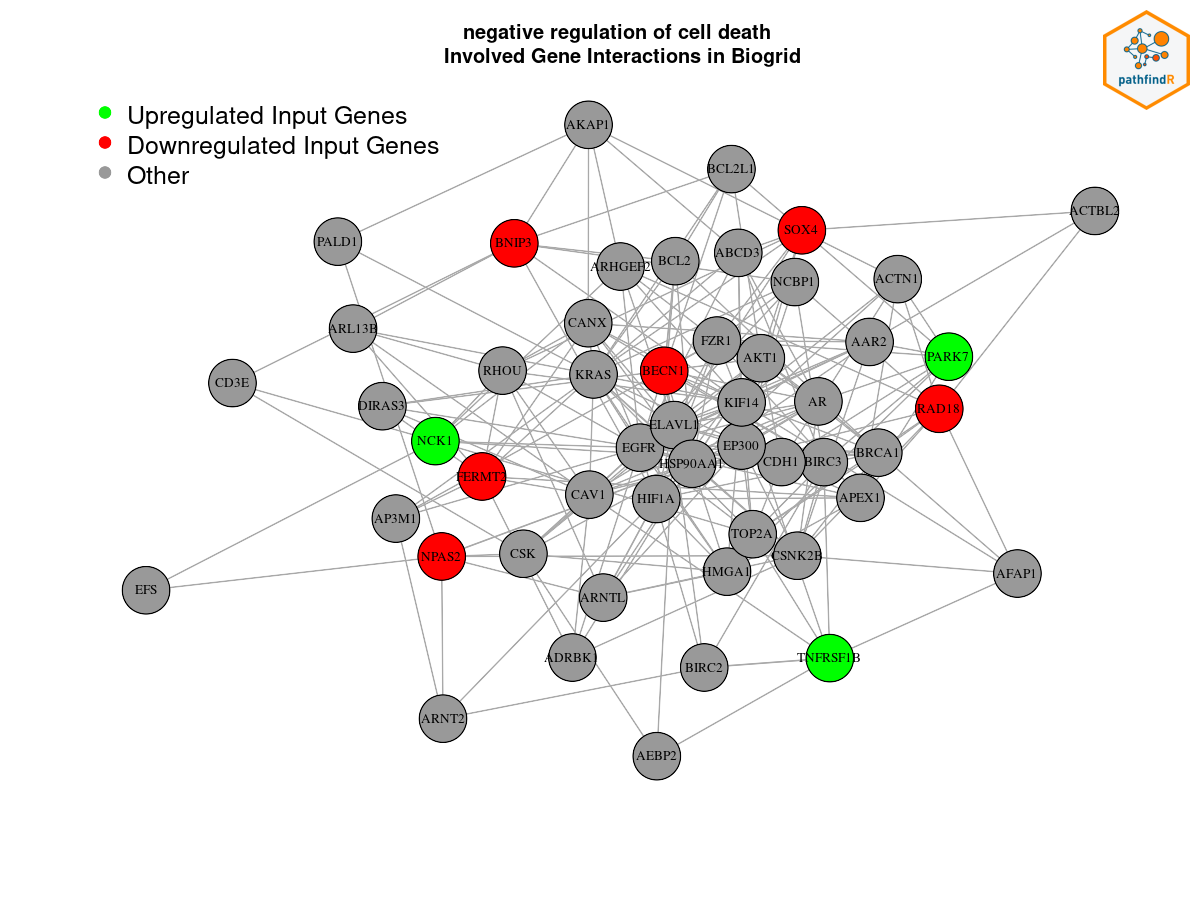 negative regulation of cell death
Involved Gene Interactions in Biogrid
pathfindR
Upregulated Input Genes
Downregulated Input Genes
Other
AKAP1
BCL2L1
ACTBL2
SOX4
PALD1
BNIP3
ABCD3
BCL2
ARHGEF2
NCBP1
ACTN1
CANX
ARL13B
FZR1
AAR2
PARK7
AKT1
RHOU
KRAS
BECN1
CD3E
KIF14
AR
DIRAS3
RAD18
ELAVL1
NCK1
EGFR
EP300
BRCA1
HSP90AA1
CDH1
BIRC3
FERMT2
CAV1
HIF1A
APEX1
AP3M1
TOP2A
NPAS2
CSK
CSNK2B
HMGA1
AFAP1
EFS
ARNTL
ADRBK1
BIRC2
TNFRSF1B
ARNT2
AEBP2